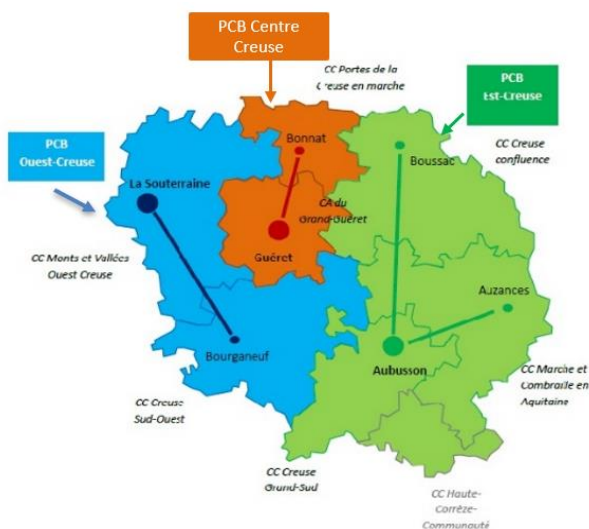 PCB Centre
Creuse
CC Portes de la
Creuse en marche
PCB
Est-Creuse
CC Creuse
confluence
PCB
Ouest-Creuse
Bonnat
Boussac
La Souterraine
CA du
Grand-Guéret
Guéret
CC Monts et Vallées
Ouest Creuse
Auzances
Bourganeuf
Aubusson
CC Marche et
Combraille en
Aquitaine
CC Creuse
Sud-Ouest
CC Creuse
Grand-Sud
CC Haute-
Corrèze-
Communauté